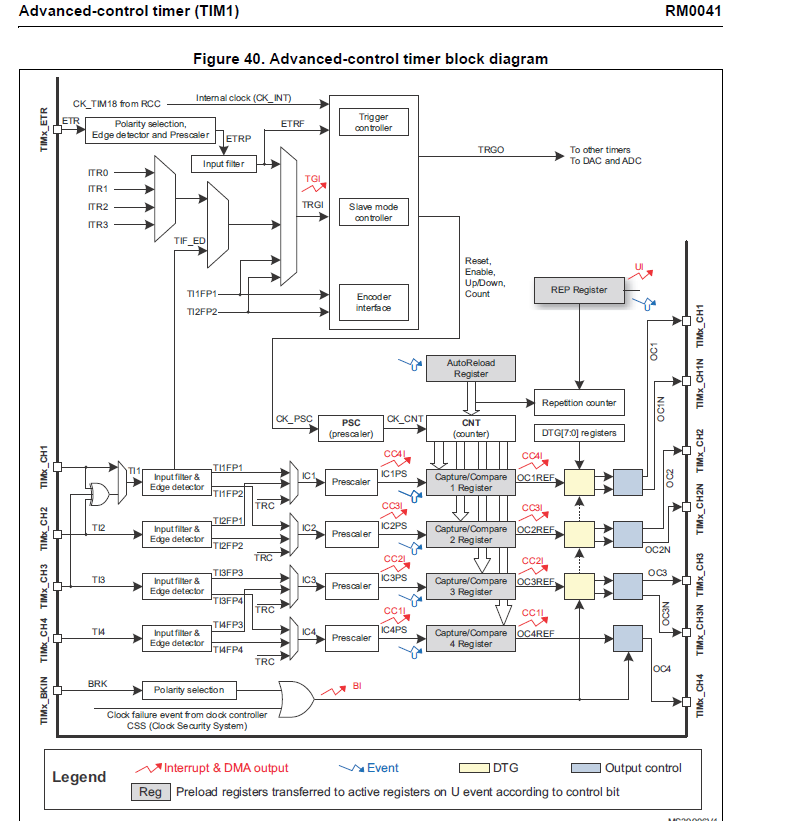 Advanced-control timer (TIM1)
RM0041
Figure 40. Advanced-control timer block diagram
CK_TIM18 from RCC
Internal clock (CK_INT)
TIMx_ETR
ETR
Polarity selection,
Edge detector and Prescaler
ETRP
ETRF
Input filter
Trigger
controller
TRGO
To other timers
To DAC and ADC
ITR0
ITR1
ITR2
ITR3
TGI
TRGI
Slave mode
controller
TIF_ED
Reset,
Enable,
Up/Down,
Count
UI
REP Register
TI1FP1
TI2FP2
Encoder
interface
TIMx_CH1
OC1
AutoReload
Register
TIMx_CH1N
OC1N
Repetition counter
CK_PSC
PSC
(prescaler)
CK_CNT
CNT
(counter)
DTG[7:0] registers
TIMx_CH1
TI1
Input filter &
Edge detector
TI1FP1
TI1FP2
TRC
IC1
Prescaler
CC4I
IC1PS
Capture/Compare
1 Register
CC4I
OC1REF
TIMx_CH2
OC2
TIMx_CH2
TI2
Input filter &
Edge detector
TI2FP1
TI2FP2
TRC
IC2
Prescaler
CC3I
IC2PS
Capture/Compare
2 Register
CC3I
OC2REF
TIMx_CH2N
OC2N
TIMx_CH3
TI3
Input filter &
Edge detector
TI3FP3
TI3FP4
TRC
IC3
Prescaler
CC2I
IC3PS
Capture/Compare
3 Register
CC2I
OC3REF
OC3
TIMx_CH3
OC3N
TIMx_CH3N
TIMx_CH4
TI4
Input filter &
Edge detector
TI4FP3
TI4FP4
TRC
IC4
Prescaler
CC1I
IC4PS
Capture/Compare
4 Register
CC1I
OC4REF
OC4
TIMx_CH4
TIMx_BKIN
BRK
Polarity selection
BI
Clock failure event from clock controller
CSS (Clock Security System)
Legend
Interrupt & DMA output
Event
DTG
Output control
Reg
Preload registers transferred to active registers on U event according to control bit